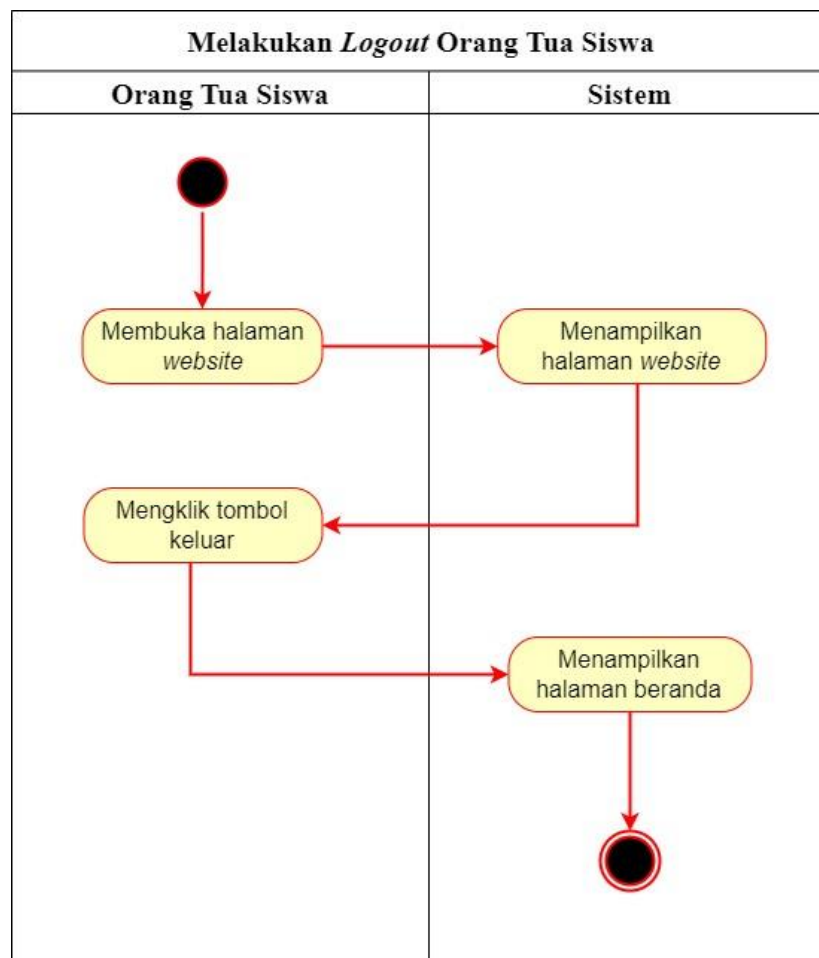 Melakukan Logout Orang Tua Siswa
Orang Tua Siswa
Sistem
Membuka halaman
website
Menampilkan
halaman website
Mengklik tombol
keluar
Menampilkan
halaman beranda